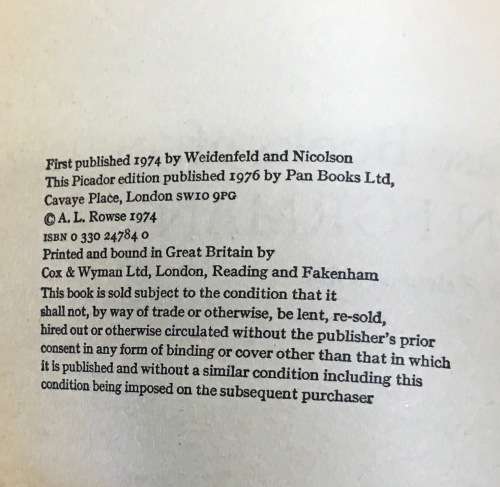 First published 1974 by Weidenfeld and Nicolson
This Picador edition published 1976 by Pan Books Ltd,
Cavaye Place, London SW10 9PG
© A. L. Rowse 1974
ISBN 0 330 24784 0
Printed and bound in Great Britain by
Cox & Wyman Ltd, London, Reading and Fakenham
This book is sold subject to the condition that it
shall not, by way of trade or otherwise, be lent, re-sold,
hired out or otherwise circulated without the publisher's prior
consent in any form of binding or cover other than that in which
it is published and without a similar condition including this
condition being imposed on the subsequent purchaser